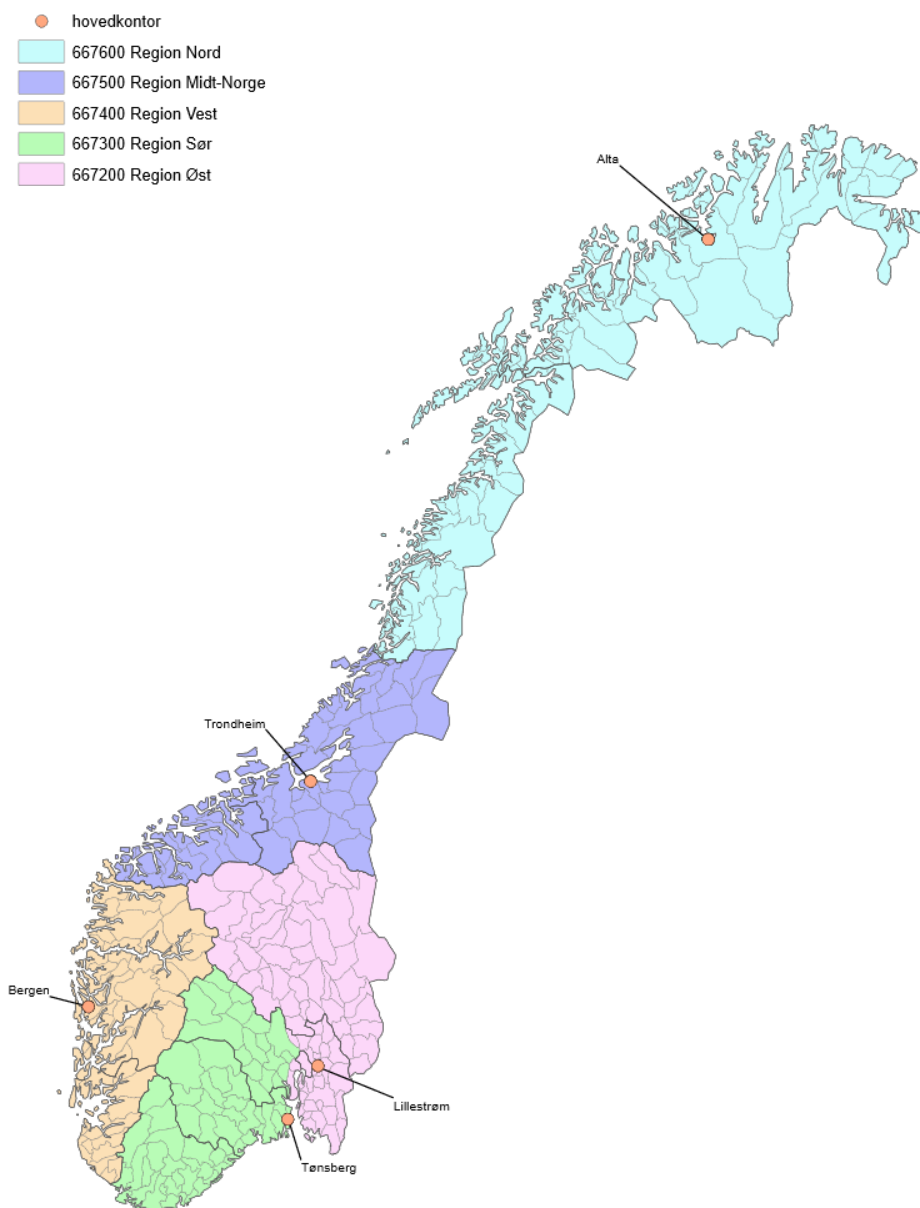 hovedkontor
667600 Region Nord
667500 Region Midt-Norge
667400 Region Vest
667300 Region Sør
667200 Region Øst
Alta
Trondheim
Bergen
Lillestrøm
Tønsberg